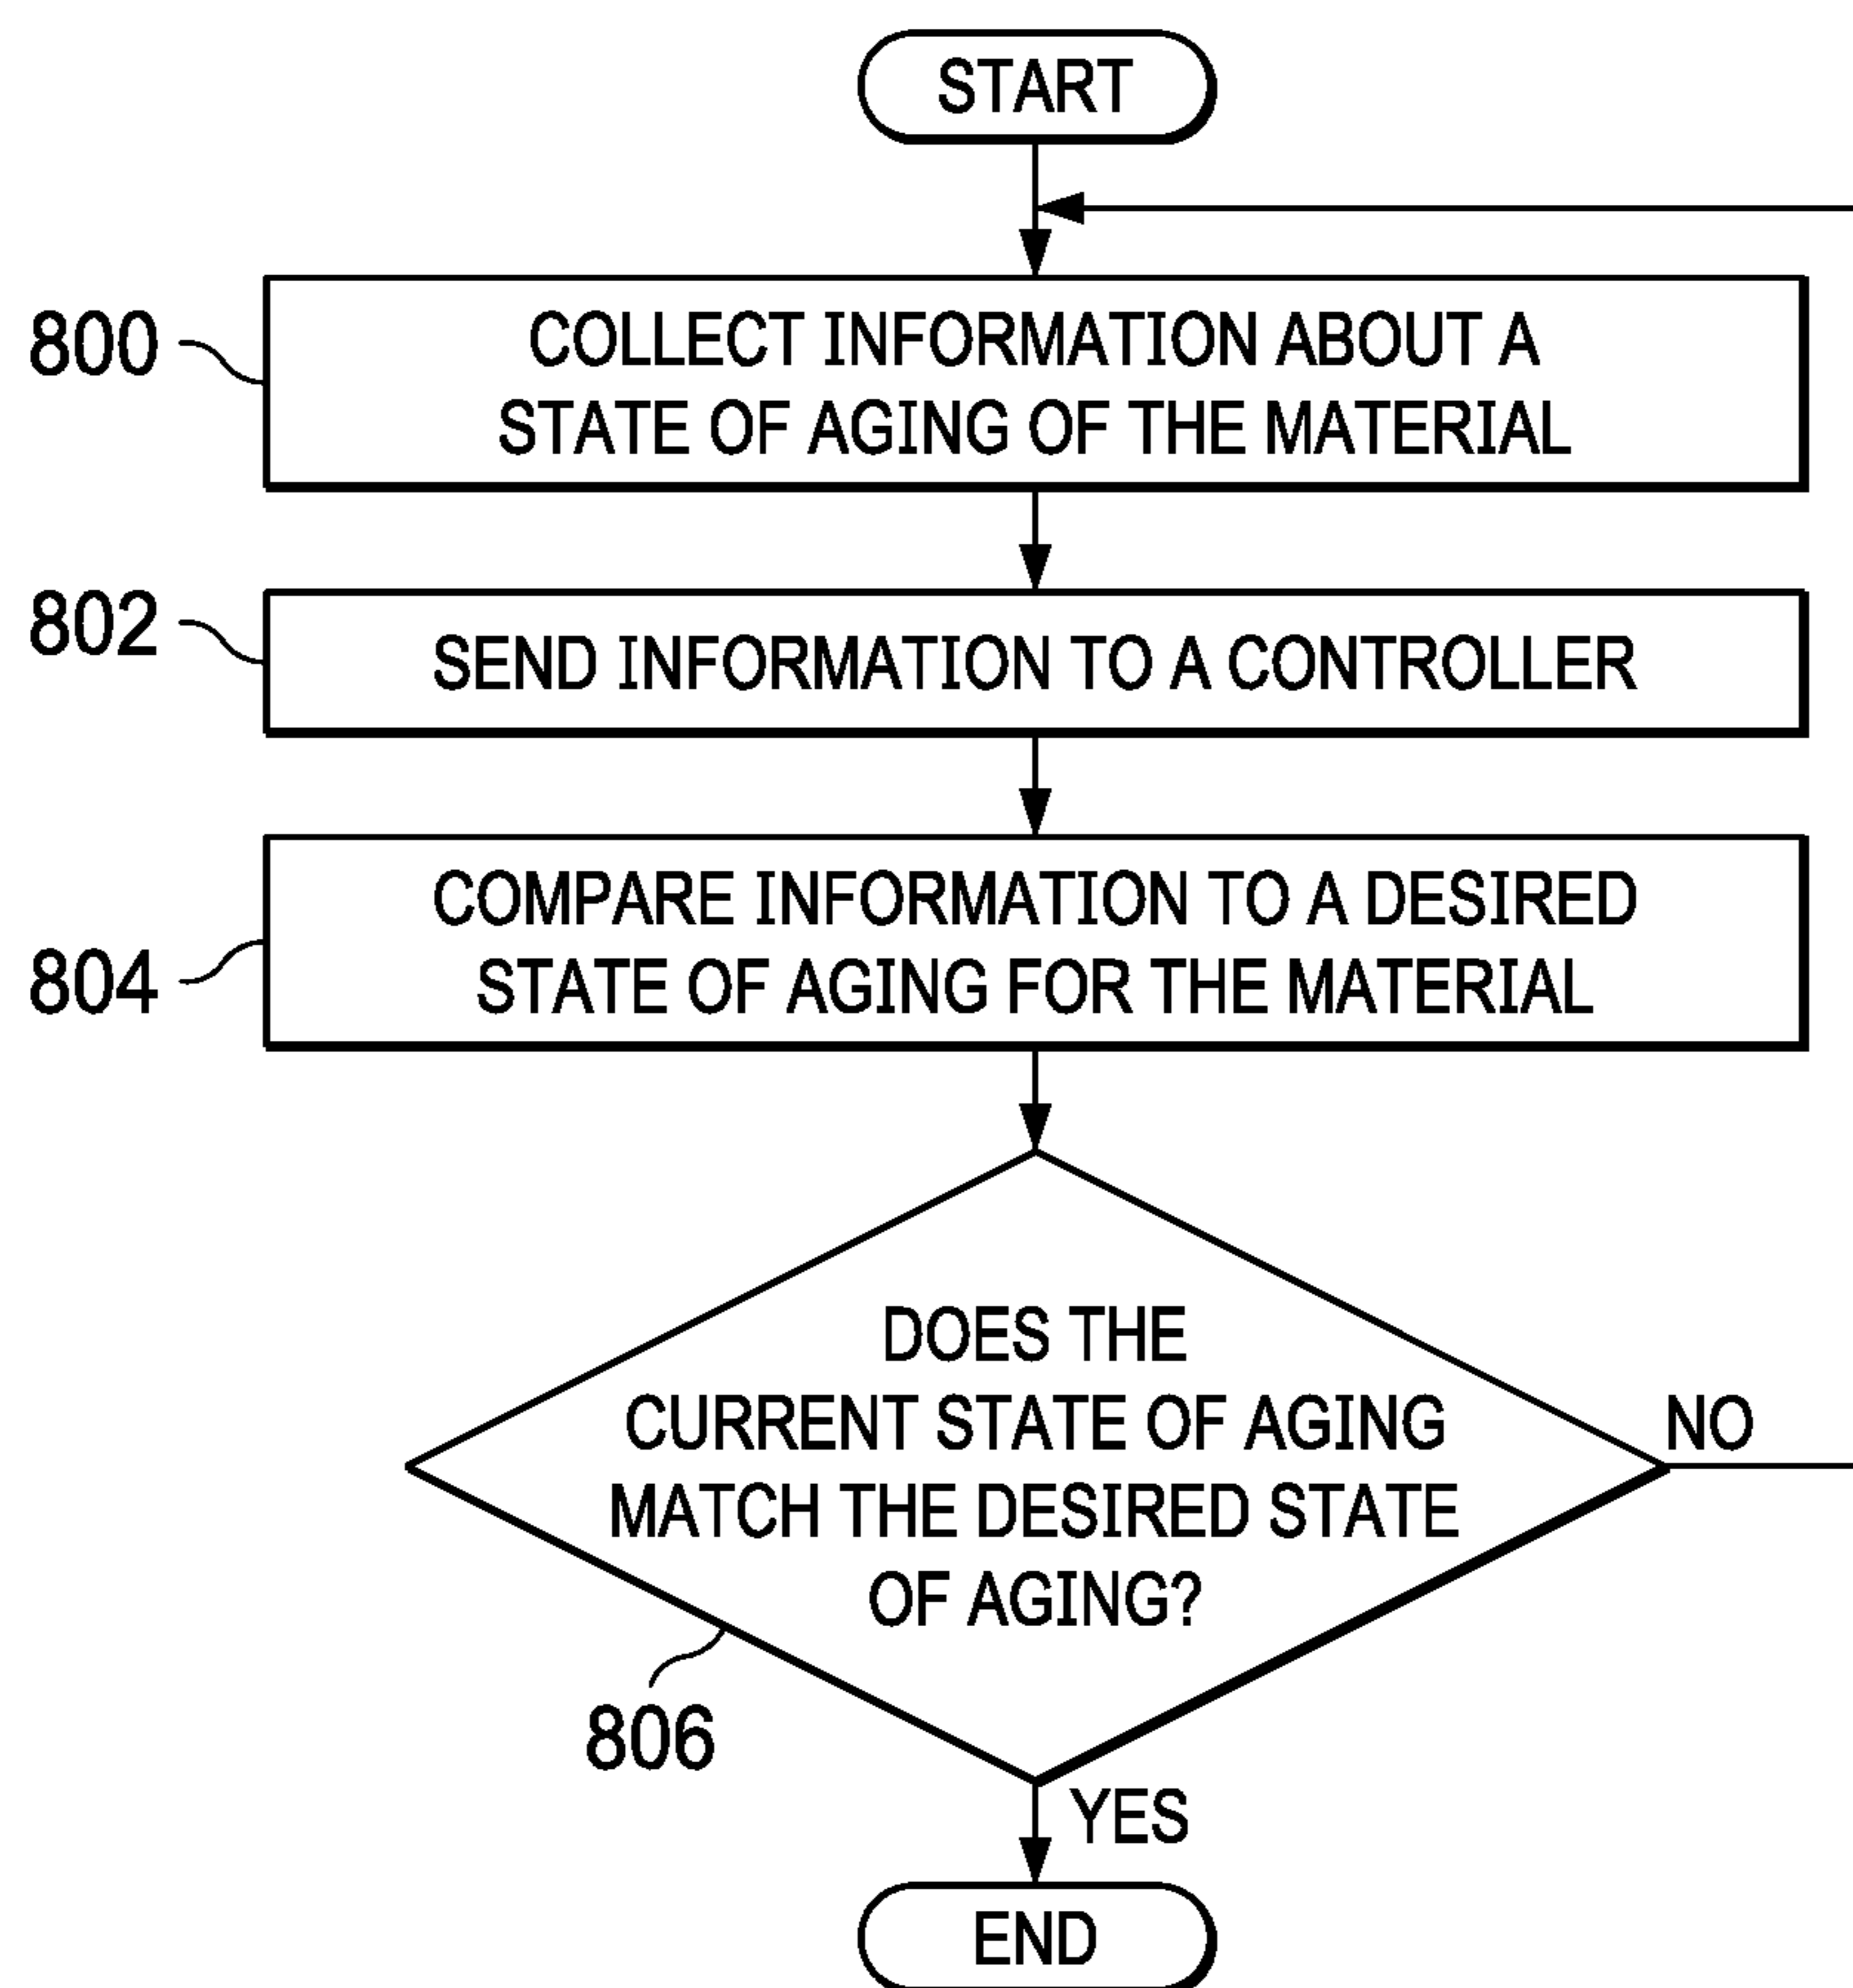 START
800
COLLECT INFORMATION ABOUT A
STATE OF AGING OF THE MATERIAL
802
SEND INFORMATION TO A CONTROLLER
804
COMPARE INFORMATION TO A DESIRED
STATE OF AGING FOR THE MATERIAL
DOES THE
CURRENT STATE OF AGING
MATCH THE DESIRED STATE
OF AGING?
NO
806
YES
END